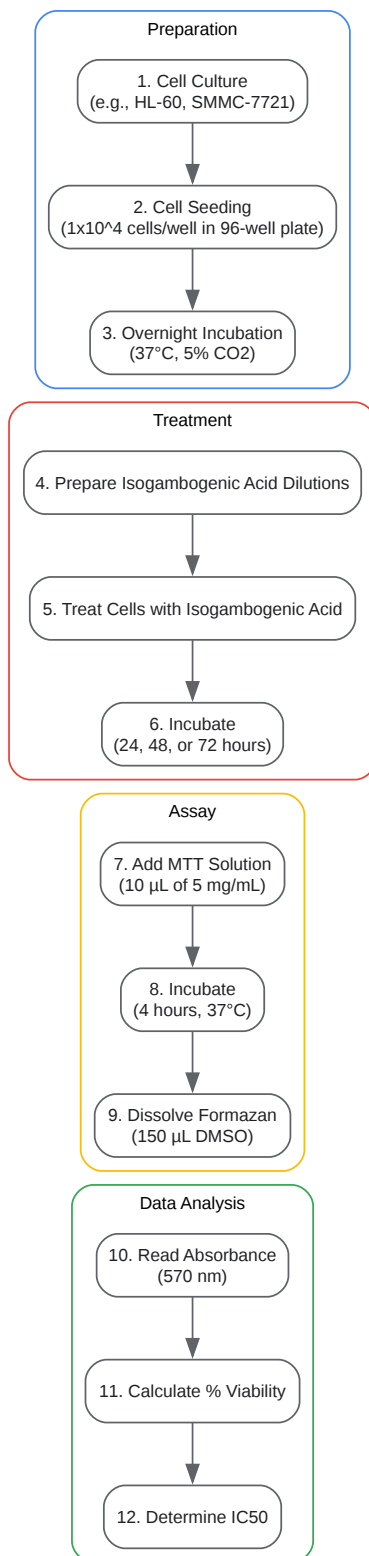 Preparation
1. Cell Culture
(e.g., HL-60, SMMC-7721)
2. Cell Seeding
(1x10^4 cells/well in 96-well plate)
3. Overnight Incubation
(37°C, 5% CO2)
Treatment
4. Prepare Isogambogenic Acid Dilutions
5. Treat Cells with Isogambogenic Acid
6. Incubate
(24, 48, or 72 hours)
Assay
7. Add MTT Solution
(10 µL of 5 mg/mL)
8. Incubate
(4 hours, 37°C)
9. Dissolve Formazan
(150 µL DMSO)
Data Analysis
10. Read Absorbance
(570 nm)
11. Calculate % Viability
12. Determine IC50